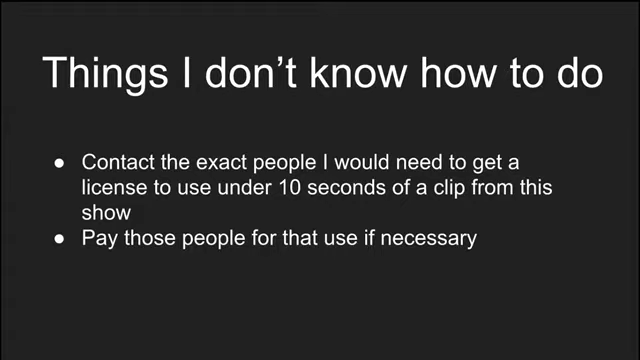 Things I don't know how to do
● Contact the exact people I would need to get a
license to use under 10 seconds of a clip from this
show
● Pay those people for that use if necessary